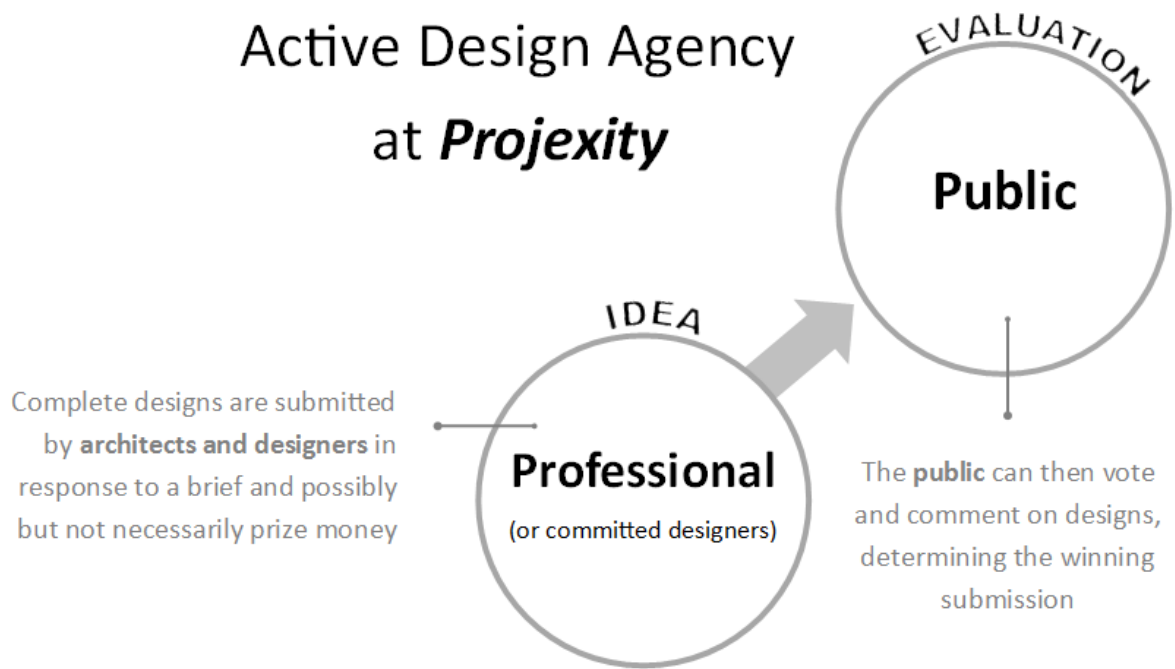 Active Design Agency
at Projexity
EVALUATION
Public
IDEA
Professional
(or committed designers)
Complete designs are submitted
by architects and designers in
response to a brief and possibly
but not necessarily prize money
The public can then vote
and comment on designs,
determining the winning
submission